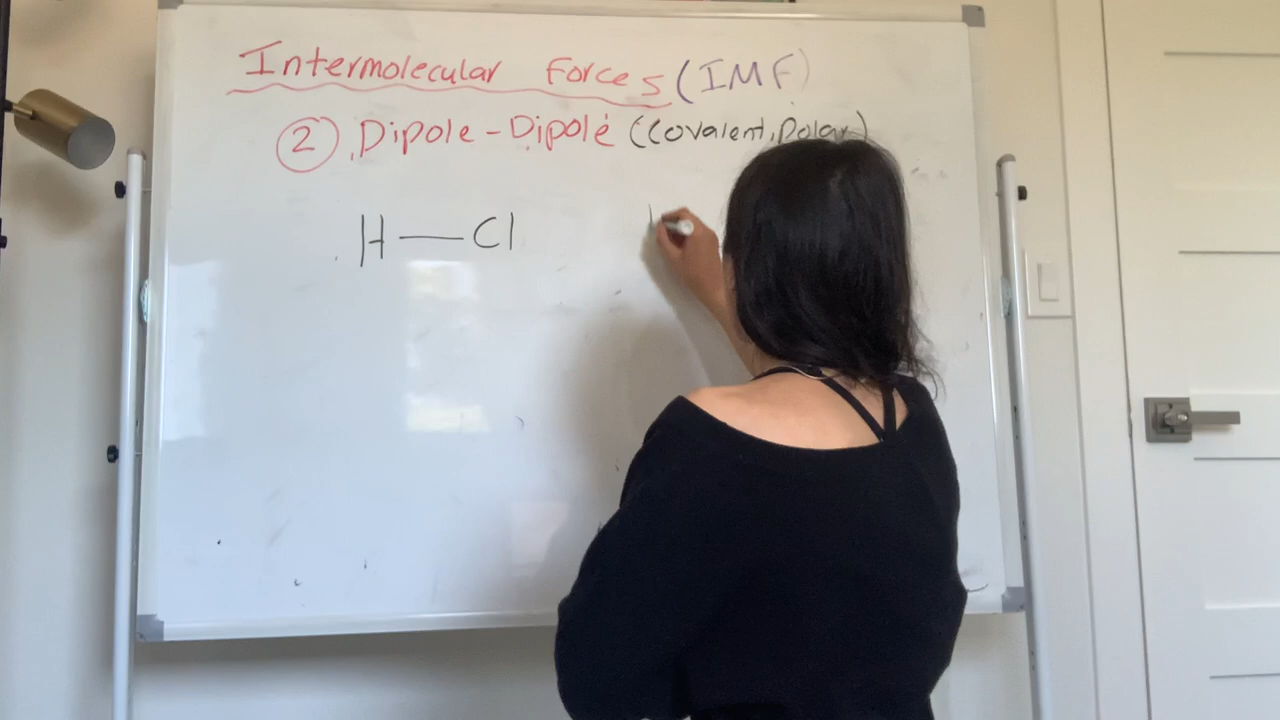 Intermolecular Forces (IMF)
2 Dipole-Dipole (Covalent, Polar)
H — Cl